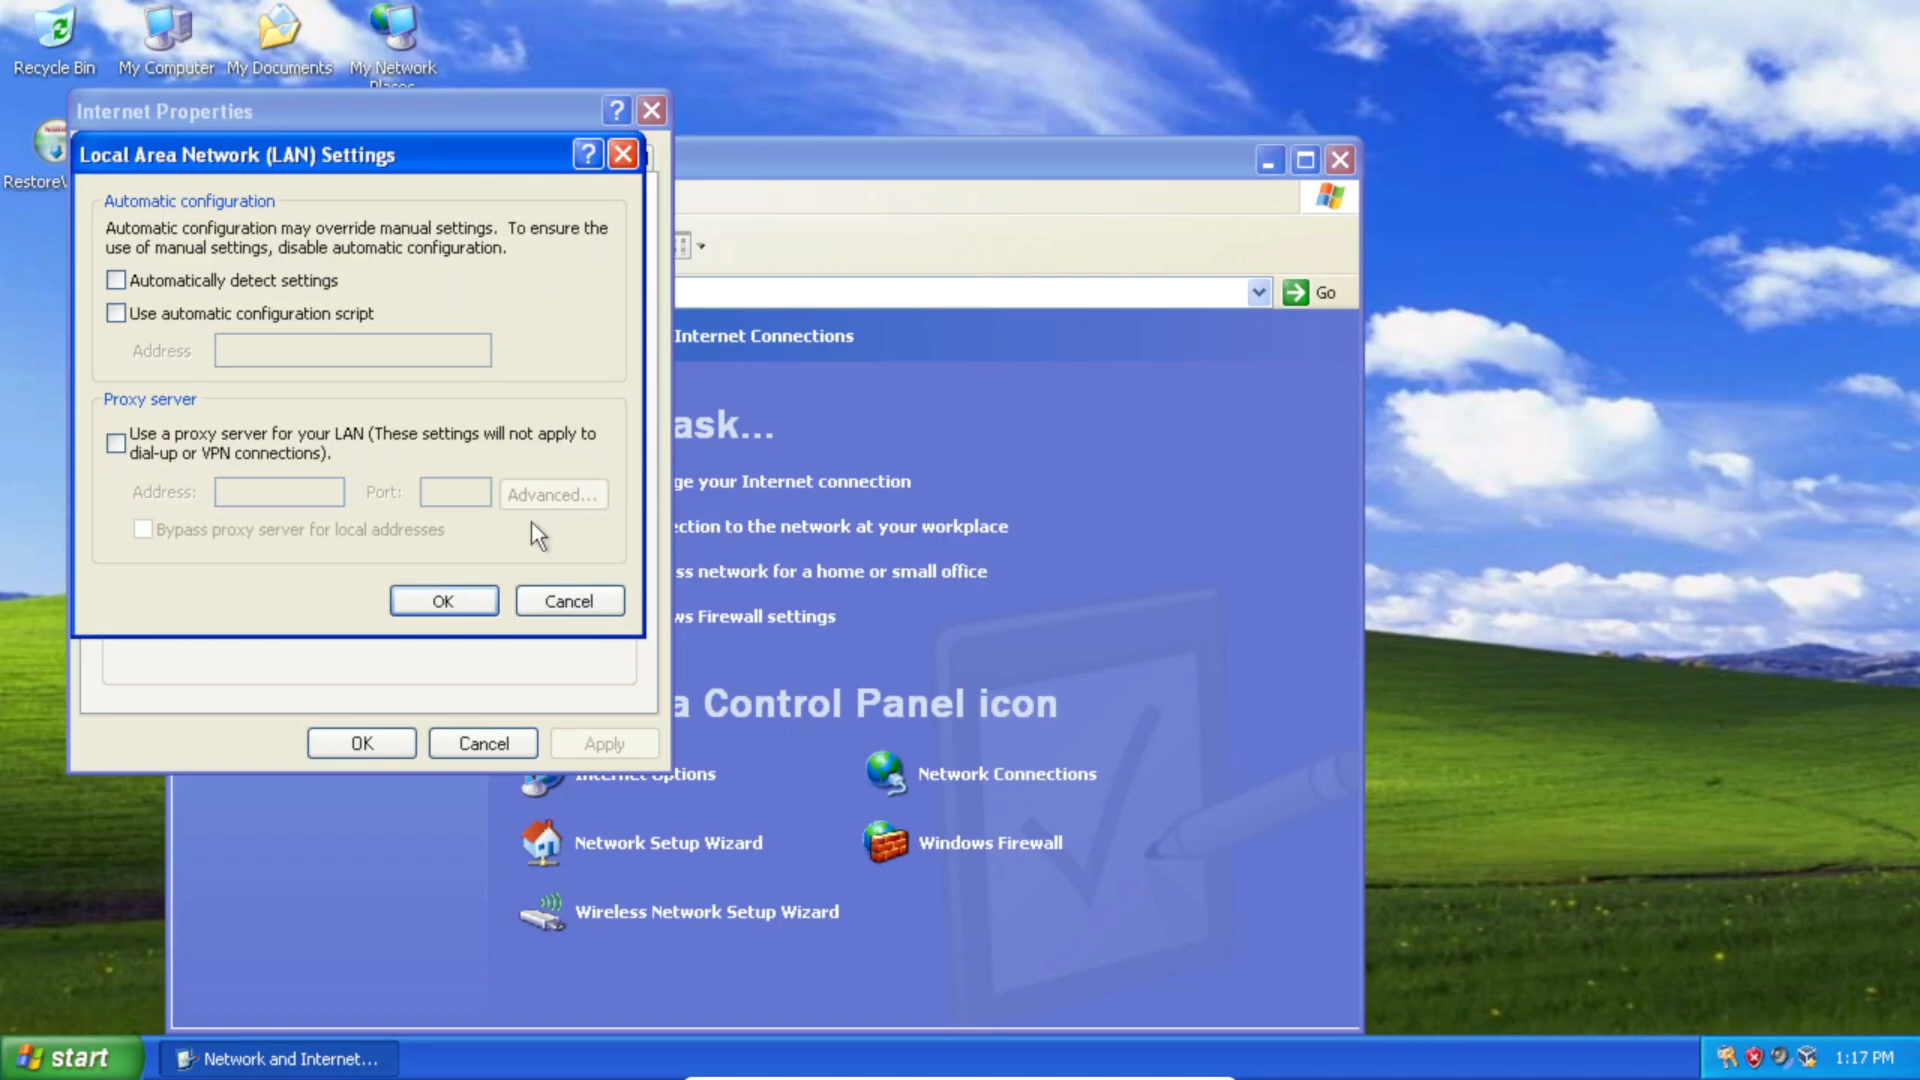 Recycle Bin
My Computer
My Documents
My Network
Places
Internet Properties
Local Area Network (LAN) Settings
Automatic configuration
Automatic configuration may override manual settings. To ensure the
use of manual settings, disable automatic configuration.
Automatically detect settings
Use automatic configuration script
Address
Proxy server
Use a proxy server for your LAN (These settings will not apply to
dial-up or VPN connections).
Address:
Port:
Advanced...
Bypass proxy server for local addresses
OK
Cancel
OK
Cancel
Apply
Go
Internet Connections
ask...
ge your Internet connection
ction to the network at your workplace
ss network for a home or small office
ws Firewall settings
a Control Panel icon
Internet Options
Network Connections
Network Setup Wizard
Windows Firewall
Wireless Network Setup Wizard
start
Network and Internet...
1:17 PM